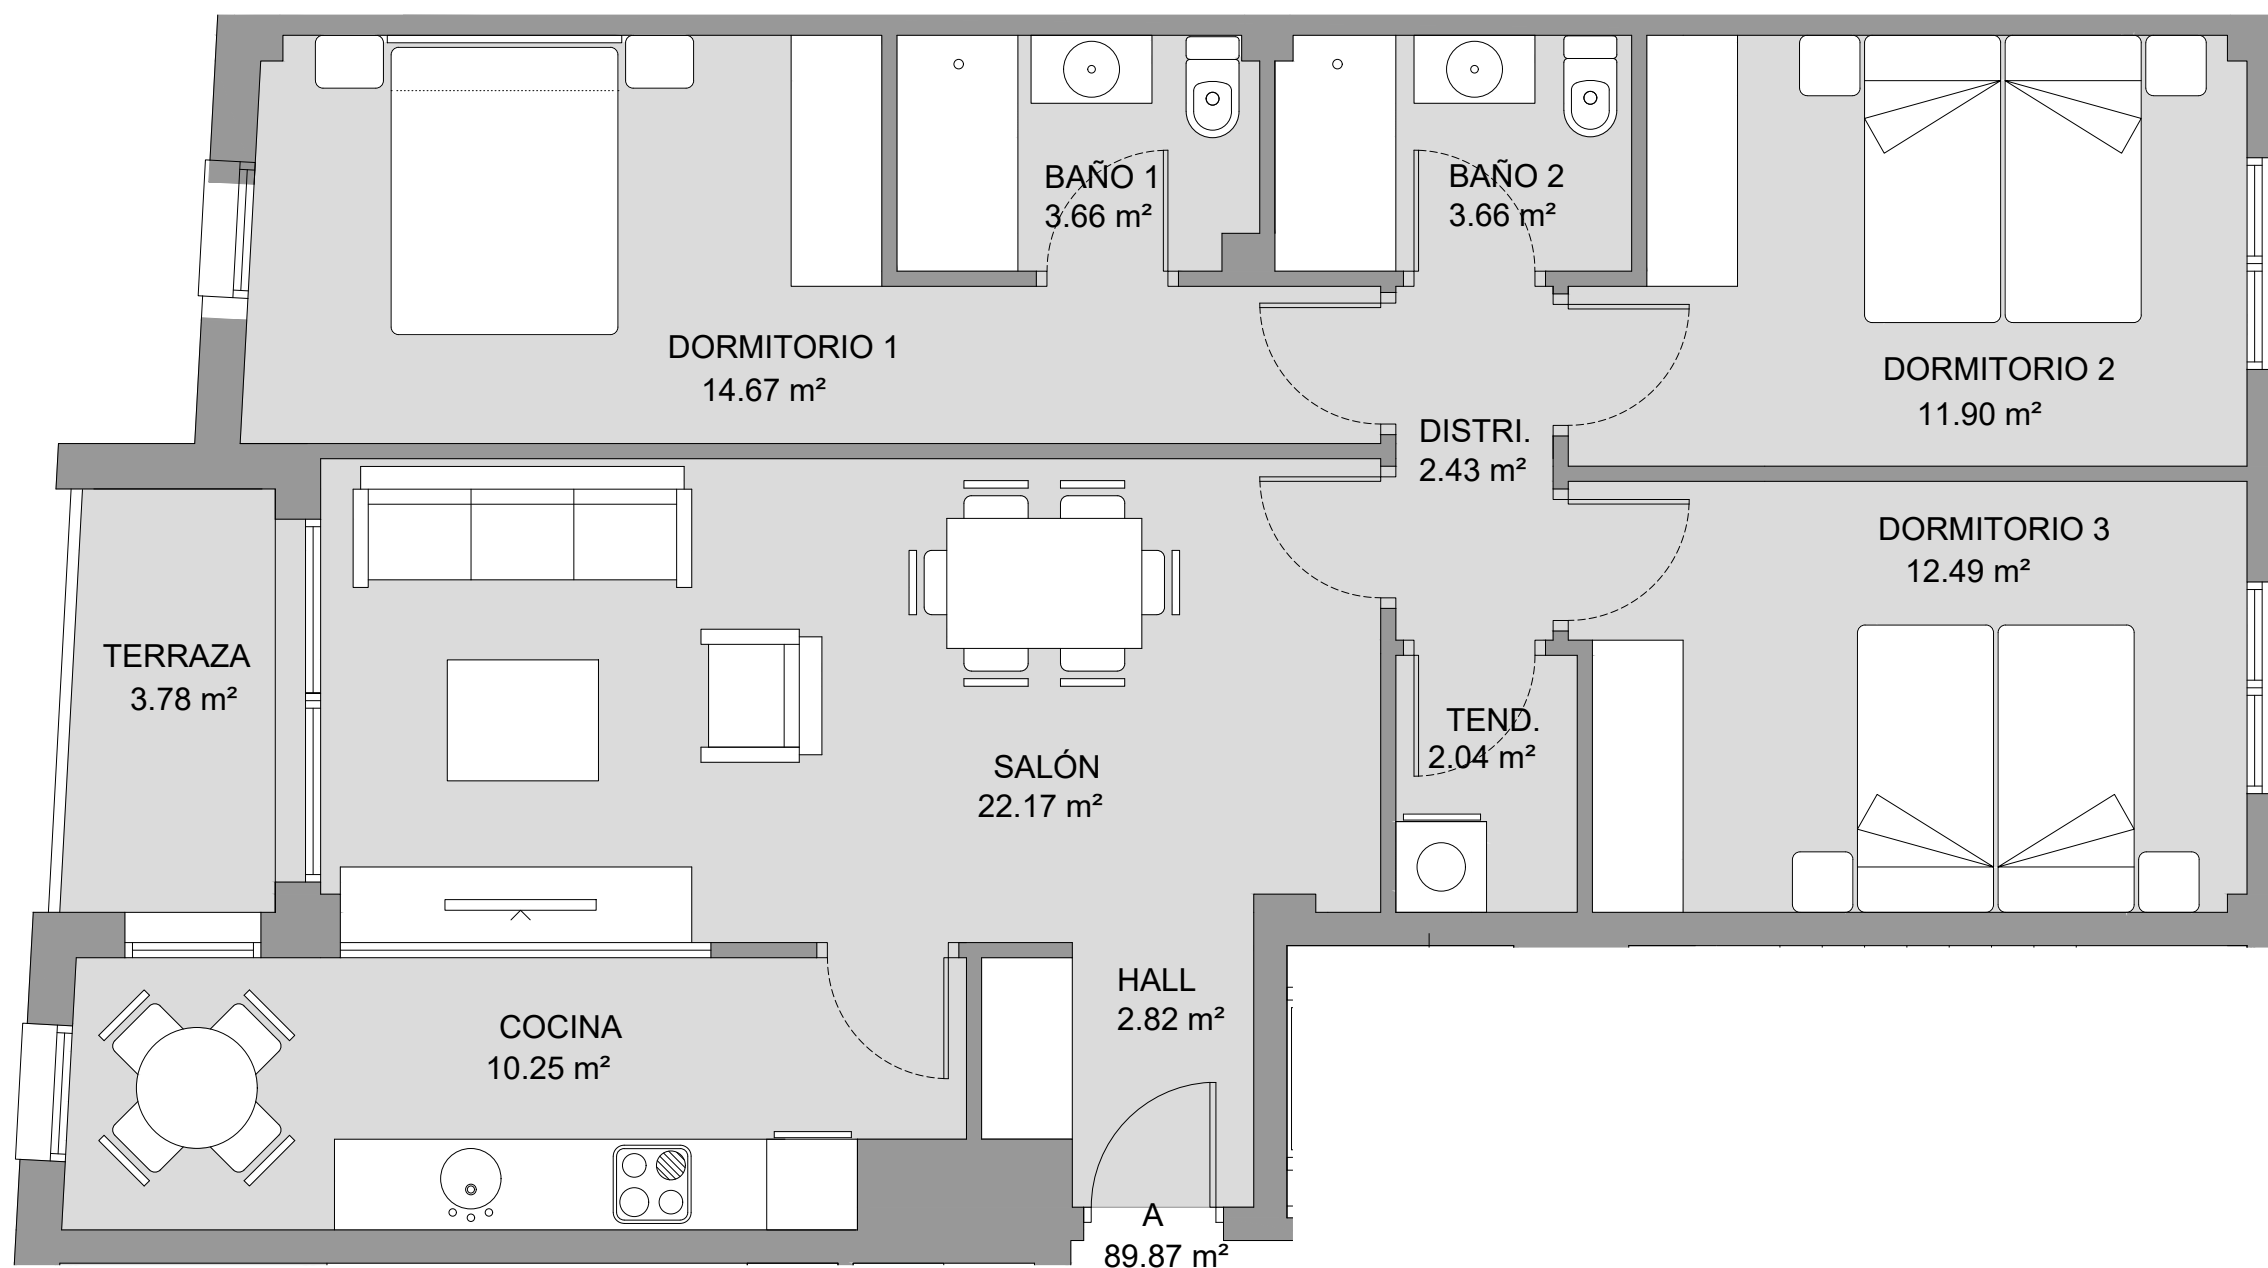 BAÑO 1
3.66 m²
BAÑO 2
3.66 m²
DORMITORIO 1
14.67 m²
DORMITORIO 2
11.90 m²
DISTRI.
2.43 m²
DORMITORIO 3
12.49 m²
TERRAZA
3.78 m²
SALÓN
22.17 m²
TEND.
2.04 m²
COCINA
10.25 m²
HALL
2.82 m²
A
89.87 m²